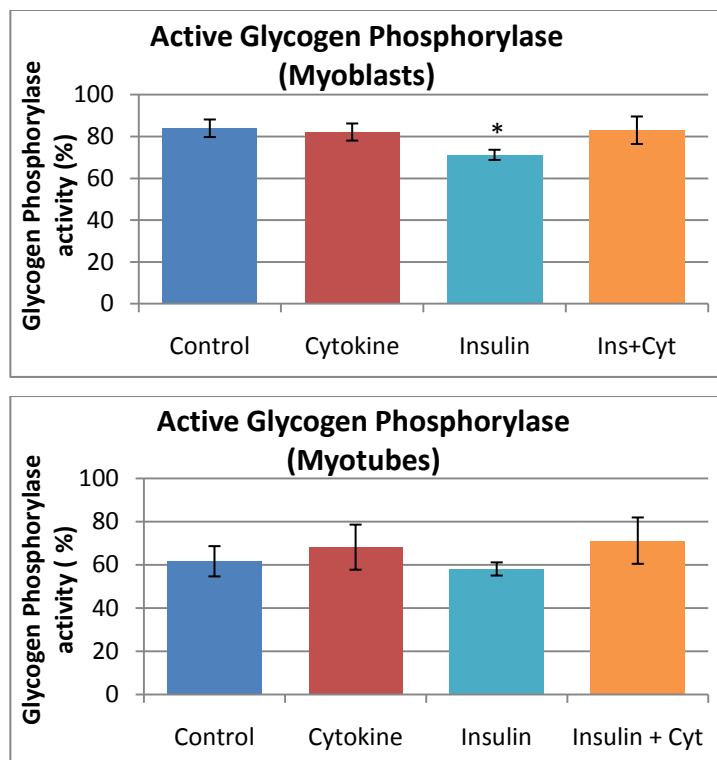 Active Glycogen Phosphorylase
(Myoblasts)
Glycogen Phosphorylase
activity (%)
100
80
60
40
20
0
*
Control Cytokine Insulin Ins+Cyt
Active Glycogen Phosphorylase
(Myotubes)
Glycogen Phosphorylase
activity ( %)
100
80
60
40
20
0
Control Cytokine Insulin Insulin + Cyt